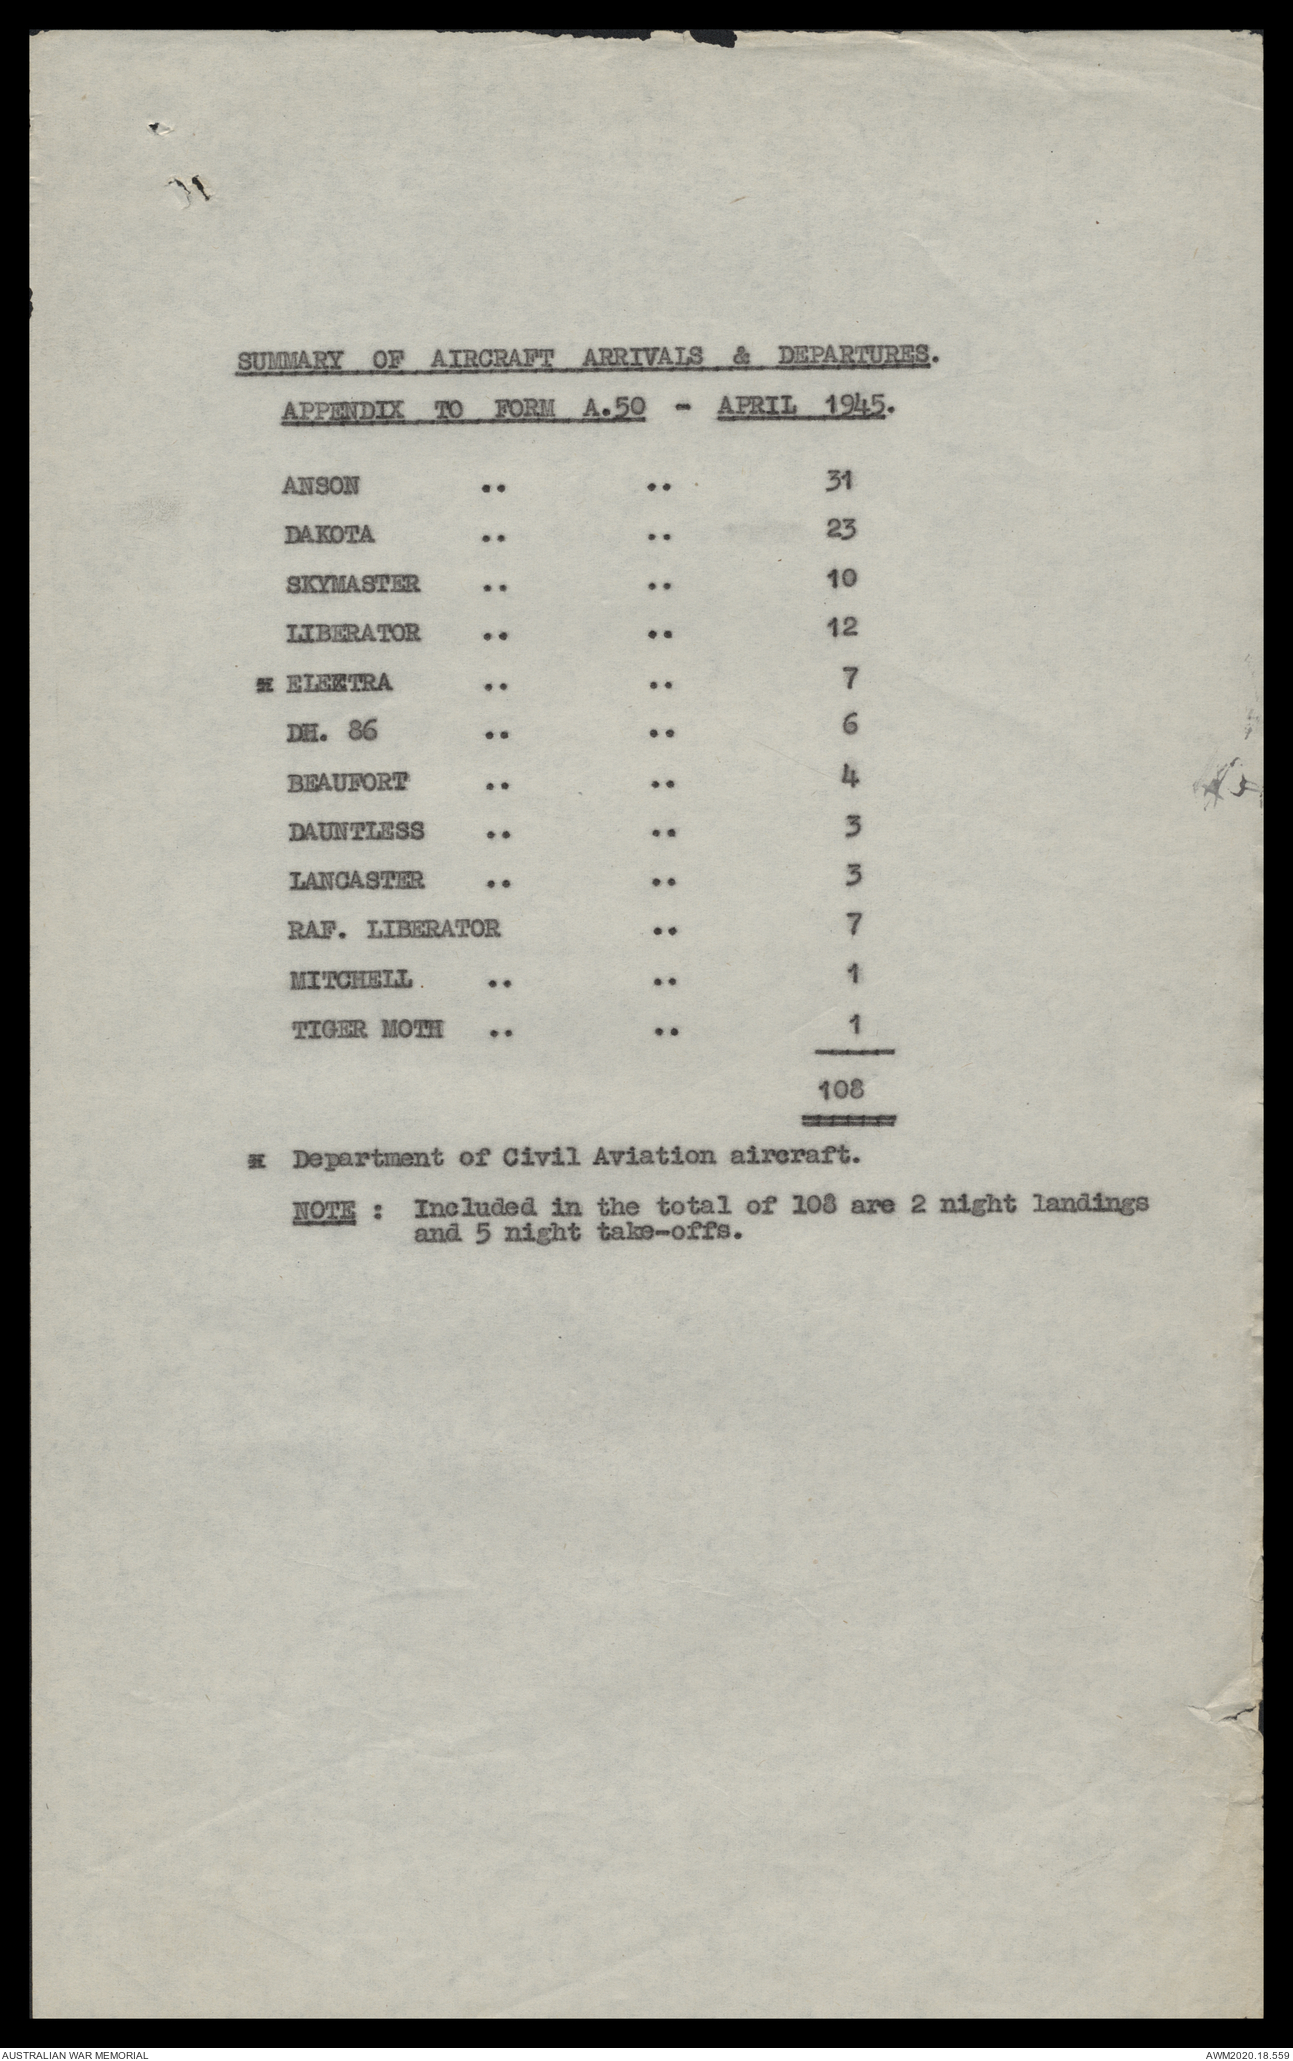 SUMMARY OF AIRCRAFT ARRIVALS & DEPARTURES.
APPENDIX TO FORM A.50 - APRIL 1945.
ANSON .. .. 31
DAKOTA .. .. 23
SKYMASTER .. .. 10
LIBERATOR .. .. 12
* ELEKTRA .. .. 7
DH. 86 .. .. 6
BEAUFORT .. .. 4
DAUNTLESS .. .. 3
LANCASTER .. .. 3
RAF. LIBERATOR .. 7
MITCHELL .. .. 1
TIGER MOTH .. .. 1
108
* Department of Civil Aviation aircraft.
NOTE : Included in the total of 108 are 2 night landings
and 5 night take-offs.
AUSTRALIAN WAR MEMORIAL
AWM2020.18.559